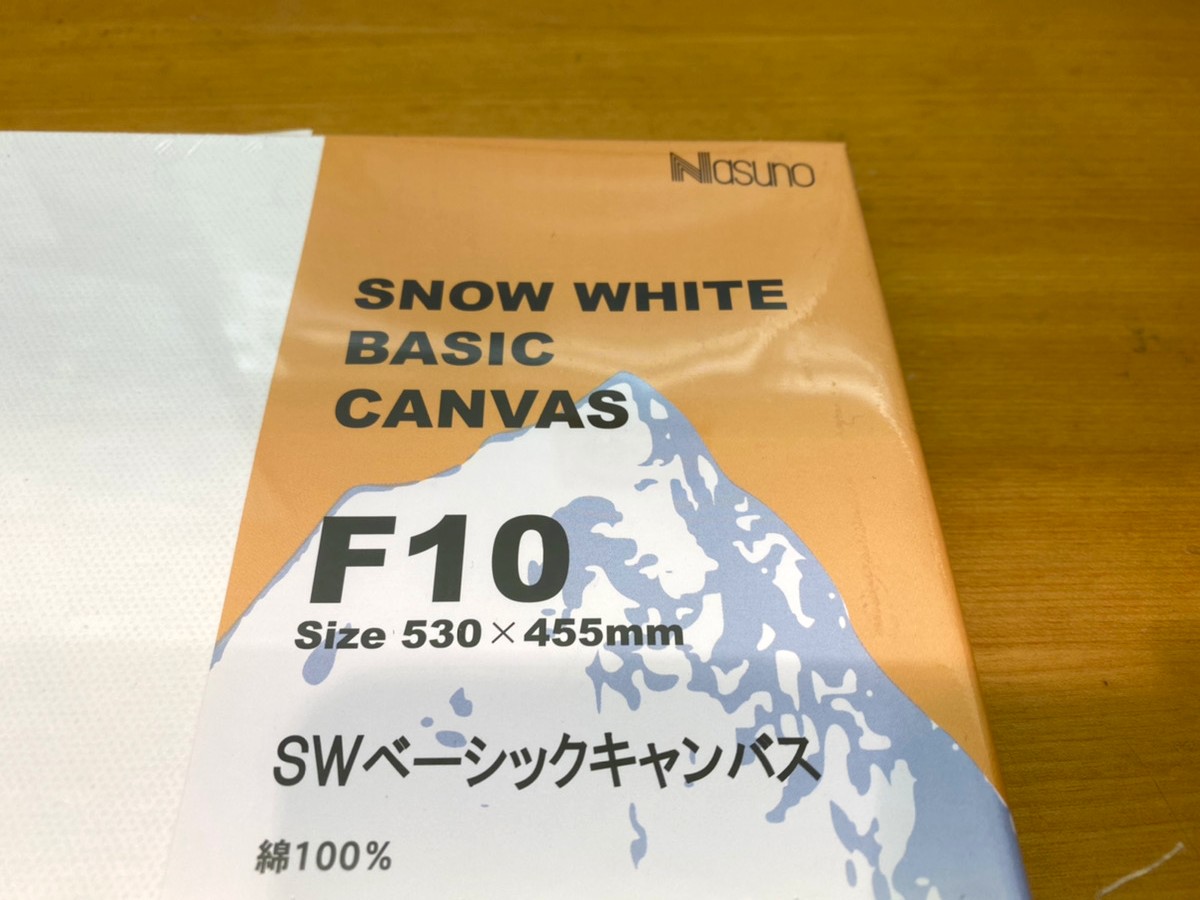 Nasuno
SNOW WHITE
BASIC
CANVAS
F10
Size 530×455mm
SWベーシックキャンバス
綿100%